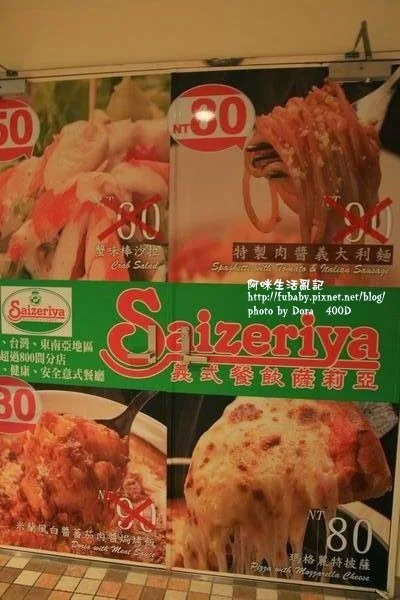 50
NT 80
NT 60
蟹味棒沙拉
Crab Salad
NT 90
特製肉醬義大利麵
Spaghetti with Tomato & Italian Sausage
阿咪生活亂記
http://fubaby.pixnet.net/blog/
photo by Dora 400D
Saizeriya
、台灣、東南亞地區
超過800間分店
、健康、安全意式餐廳
Saizeriya
義式餐飲薩莉亞
80
NT 90
米蘭風白醬蕃茄肉醬焗烤飯
Doria with Meat Sauce
NT 80
瑪格麗特披薩
Pizza with Mozzarella Cheese